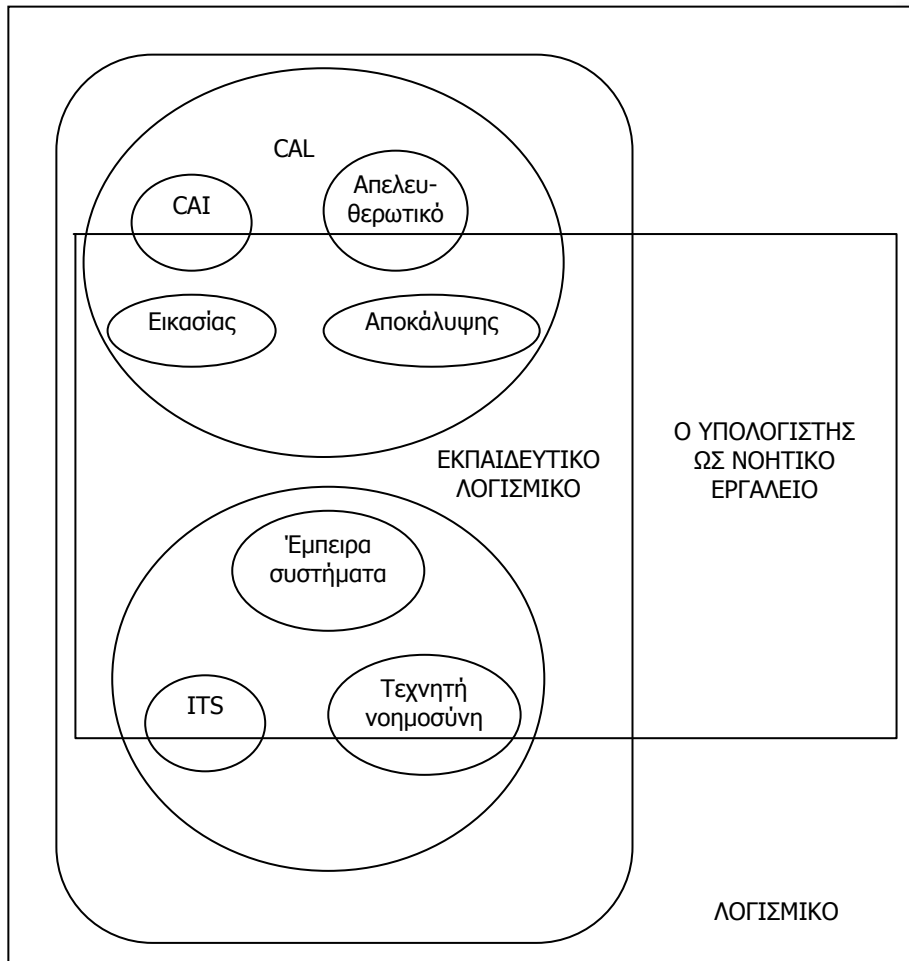 CAL
CAI
Απελευ-
θερωτικό
Εικασίας
Αποκάλυψης
ΕΚΠΑΙΔΕΥΤΙΚΟ
ΛΟΓΙΣΜΙΚΟ
Ο ΥΠΟΛΟΓΙΣΤΗΣ
ΩΣ ΝΟΗΤΙΚΟ
ΕΡΓΑΛΕΙΟ
Έμπειρα
συστήματα
ITS
Τεχνητή
νοημοσύνη
ΛΟΓΙΣΜΙΚΟ